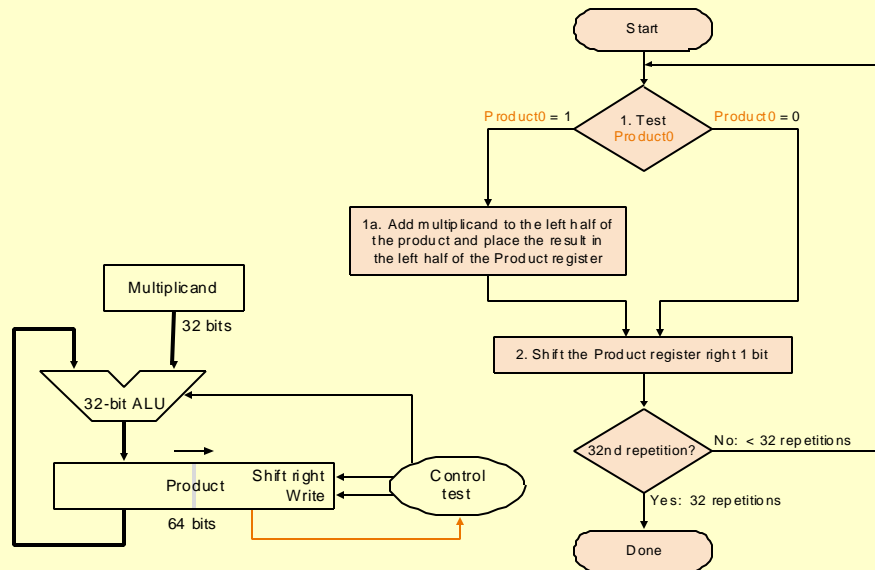 Start
Product0 = 1
1. Test
Product0
Product0 = 0
1a. Add multiplicand to the left half of
the product and place the result in
the left half of the Product register
Multiplicand
32 bits
2. Shift the Product register right 1 bit
32-bit ALU
Product
Shift right
Write
Control
test
64 bits
32nd repetition?
No: < 32 repetitions
Yes: 32 repetitions
Done